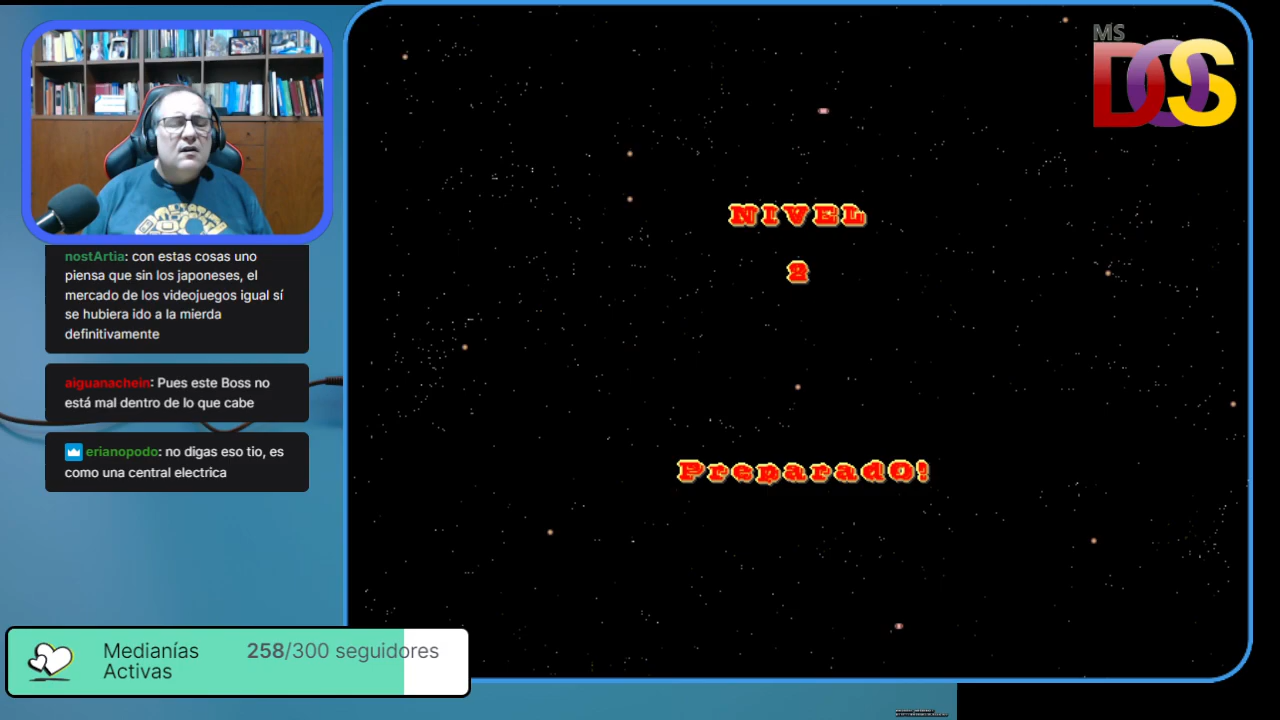 MS
DOS
NIVEL
2
PreparadO!
nostArtia: con estas cosas uno
piensa que sin los japoneses, el
mercado de los videojuegos igual sí
se hubiera ido a la mierda
definitivamente
aiguanachein: Pues este Boss no
está mal dentro de lo que cabe
erianopodo: no digas eso tio, es
como una central electrica
Medianías
Activas
258/300 seguidores